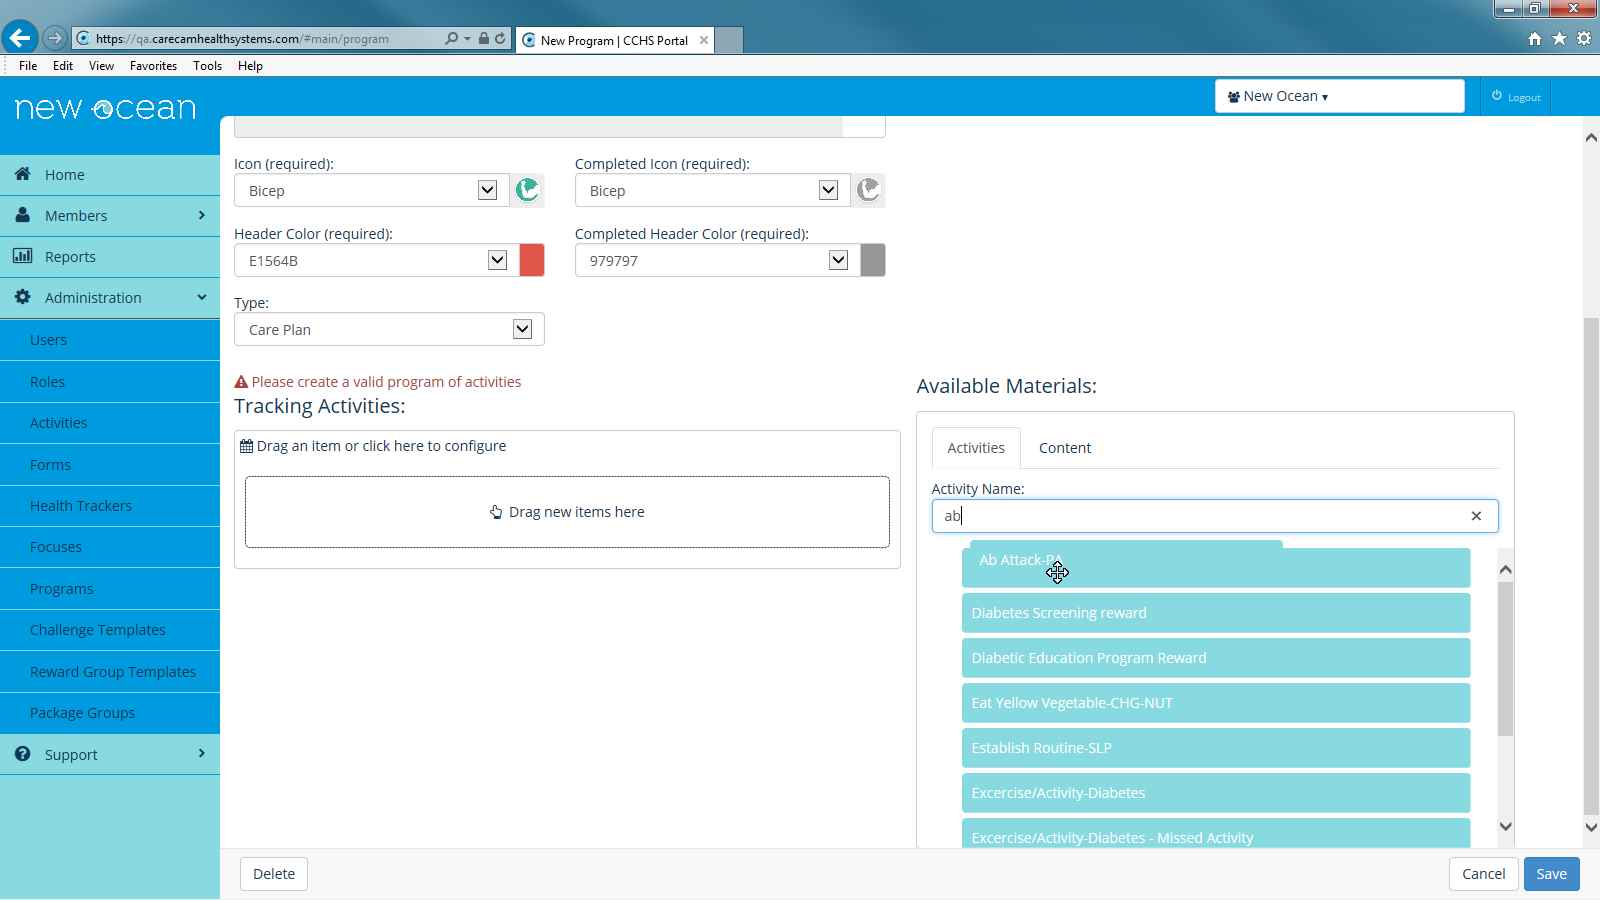 https://qa.carecamhealthsystems.com/#main/program
New Program | CCHS Portal
File Edit View Favorites Tools Help
new ocean
New Ocean
Logout
Home
Members
Reports
Administration
Users
Roles
Activities
Forms
Health Trackers
Focuses
Programs
Challenge Templates
Reward Group Templates
Package Groups
Support
Icon (required):
Completed Icon (required):
Bicep
Bicep
Header Color (required):
Completed Header Color (required):
E1564B
979797
Type:
Care Plan
Please create a valid program of activities
Tracking Activities:
Drag an item or click here to configure
Drag new items here
Available Materials:
Activities
Content
Activity Name:
ab
Ab Attack-PA
Diabetes Screening reward
Diabetic Education Program Reward
Eat Yellow Vegetable-CHG-NUT
Establish Routine-SLP
Excercise/Activity-Diabetes
Excercise/Activity-Diabetes - Missed Activity
Delete
Cancel
Save